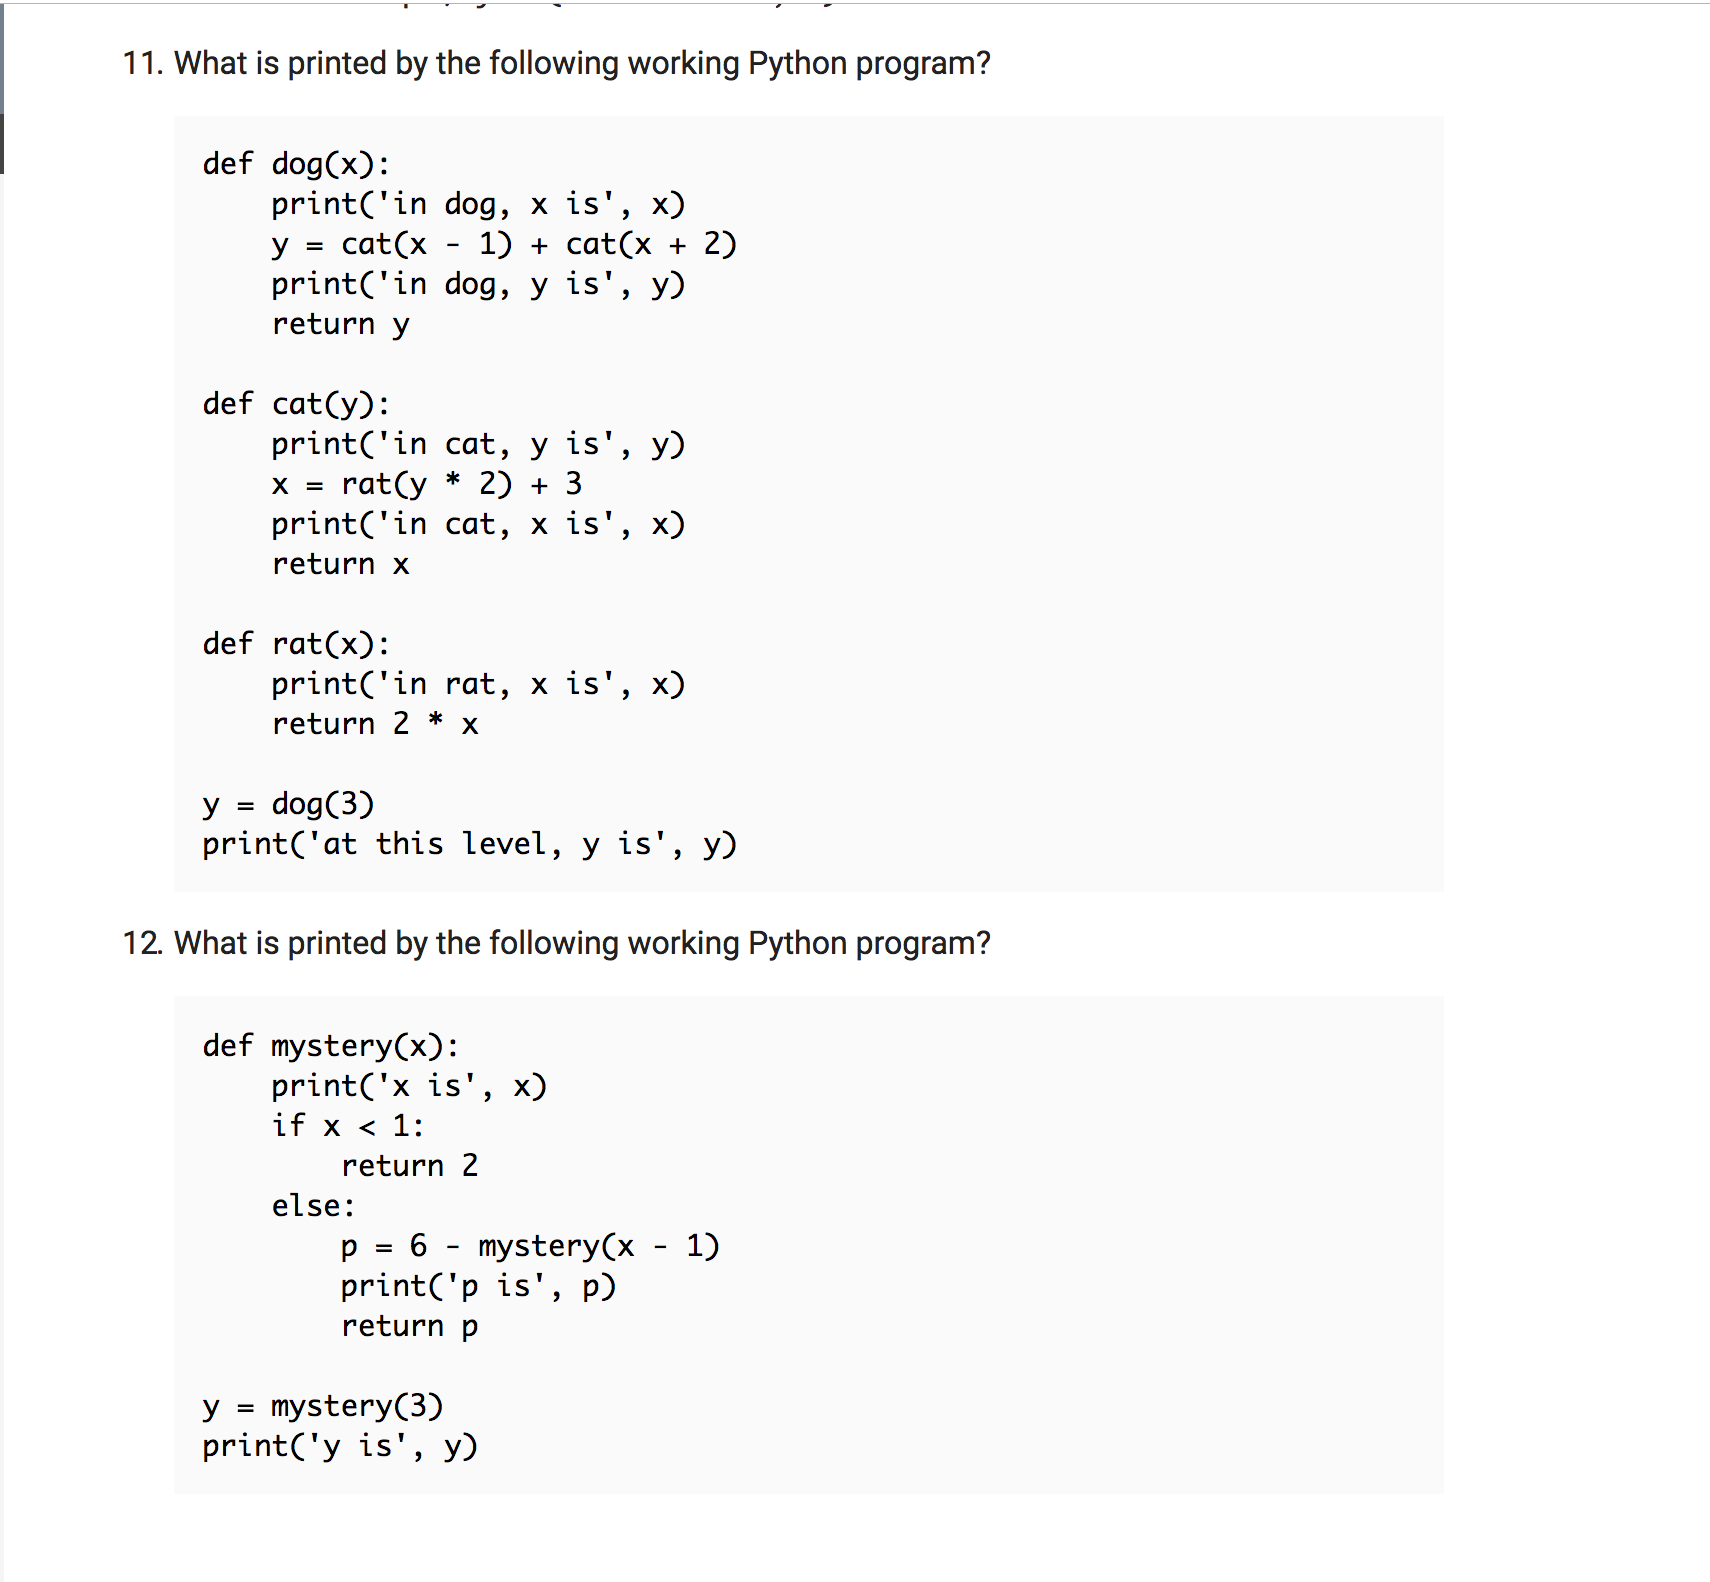 11. What is printed by the following working Python program?
def dog(x):
    print('in dog, x is', x)
    y = cat(x - 1) + cat(x + 2)
    print('in dog, y is', y)
    return y
def cat(y):
    print('in cat, y is', y)
    x = rat(y * 2) + 3
    print('in cat, x is', x)
    return x
def rat(x):
    print('in rat, x is', x)
    return 2 * x
y = dog(3)
print('at this level, y is', y)
12. What is printed by the following working Python program?
def mystery(x):
    print('x is', x)
    if x < 1:
        return 2
    else:
        p = 6 - mystery(x - 1)
        print('p is', p)
        return p
y = mystery(3)
print('y is', y)